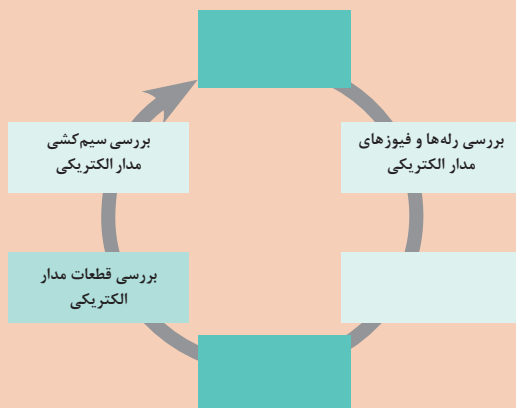 بررسی رله‌ها و فیوزهای
مدار الکتریکی
بررسی سیم‌کشی
مدار الکتریکی
بررسی قطعات مدار
الکتریکی